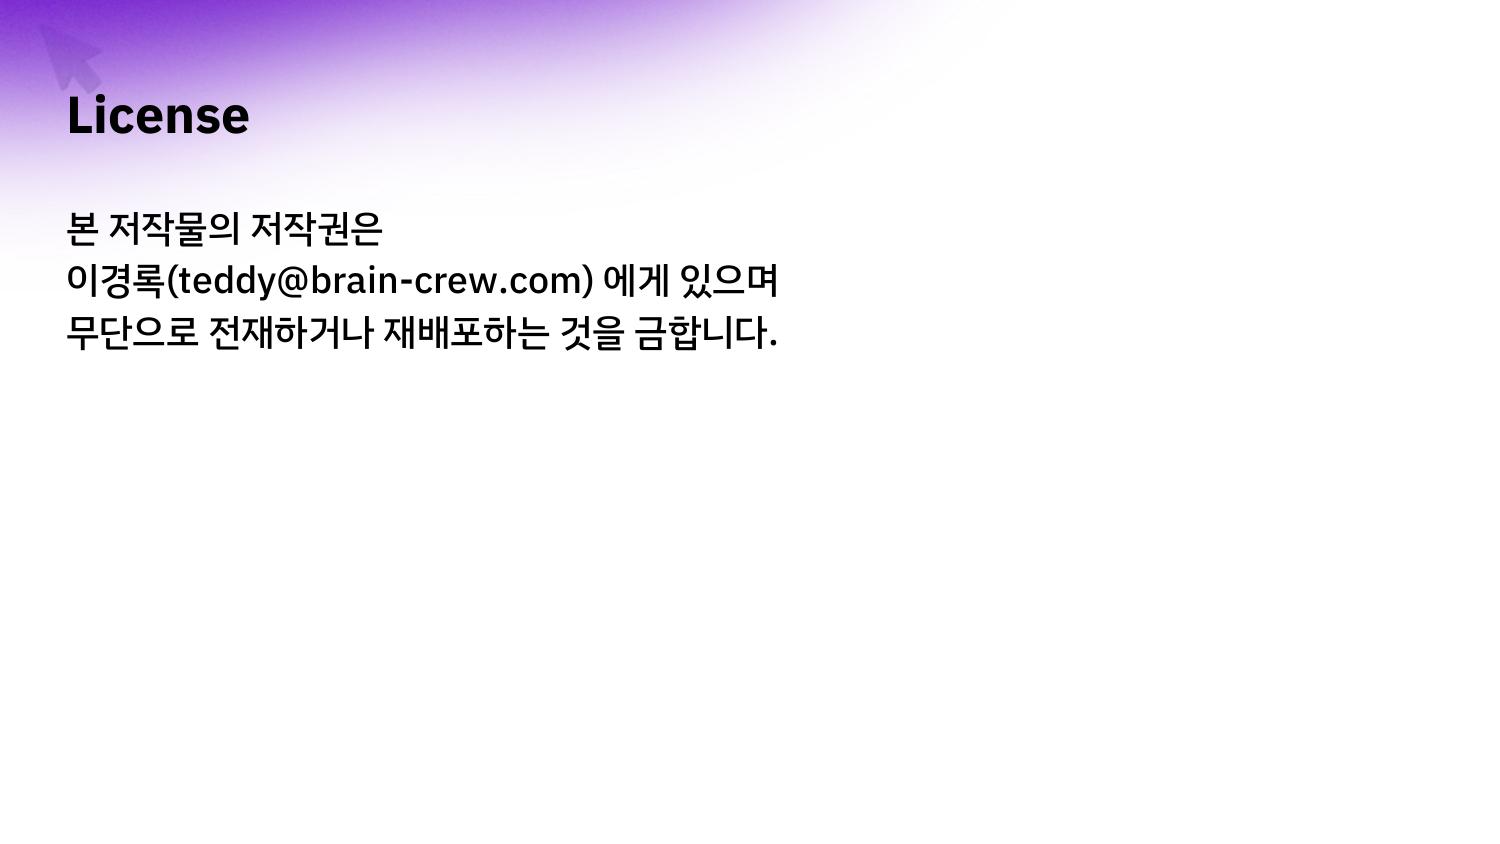 License
본 저작물의 저작권은
이경록(teddy@brain-crew.com) 에게 있으며
무단으로 전재하거나 재배포하는 것을 금합니다.